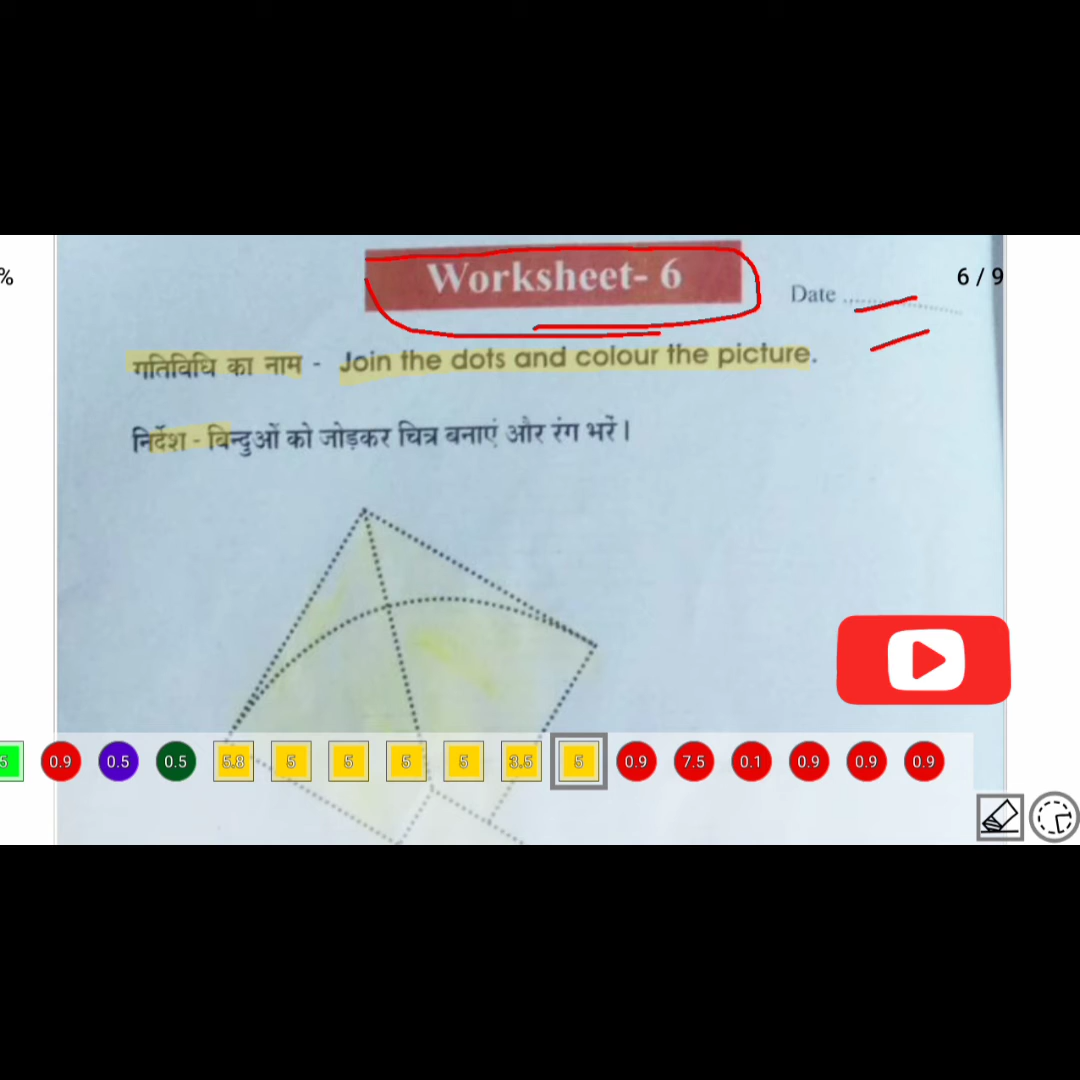 %
Worksheet- 6
6 / 9
Date ....................
गतिविधि का नाम - Join the dots and colour the picture.
निर्देश - बिन्दुओं को जोड़कर चित्र बनाएं और रंग भरें।
5 0.9 0.5 0.5 5.8 5 5 5 5 3.5 5 0.9 7.5 0.1 0.9 0.9 0.9